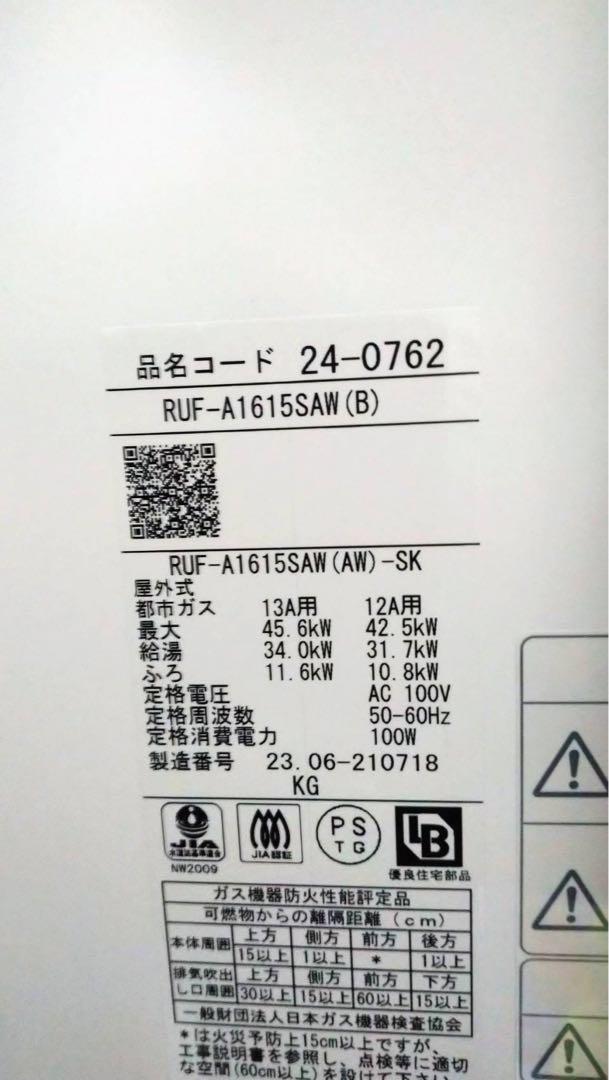 品名コード 24-0762
RUF-A1615SAW(B)
RUF-A1615SAW(AW)-SK
屋外式
都市ガス 13A用 12A用
最大 45.6kW 42.5kW
給湯 34.0kW 31.7kW
ふろ 11.6kW 10.8kW
定格電圧 AC 100V
定格周波数 50-60Hz
定格消費電力 100W
製造番号 23.06-210718
KG
JIA
水道法基準適合
NW2009
JIA認証
PS
TG
LB
優良住宅部品
ガス機器防火性能評定品
可燃物からの離隔距離(cm)
本体周囲 上方 側方 前方 後方
15以上 1以上 * 1以上
排気吹出し口周囲 上方 側方 前方 下方
30以上 15以上 60以上 15以上
一般財団法人日本ガス機器検査協会
*は火災予防上15cm以上ですが、
工事説明書を参照し、点検等に適切
な空間(60cm以上)を設けて下さい